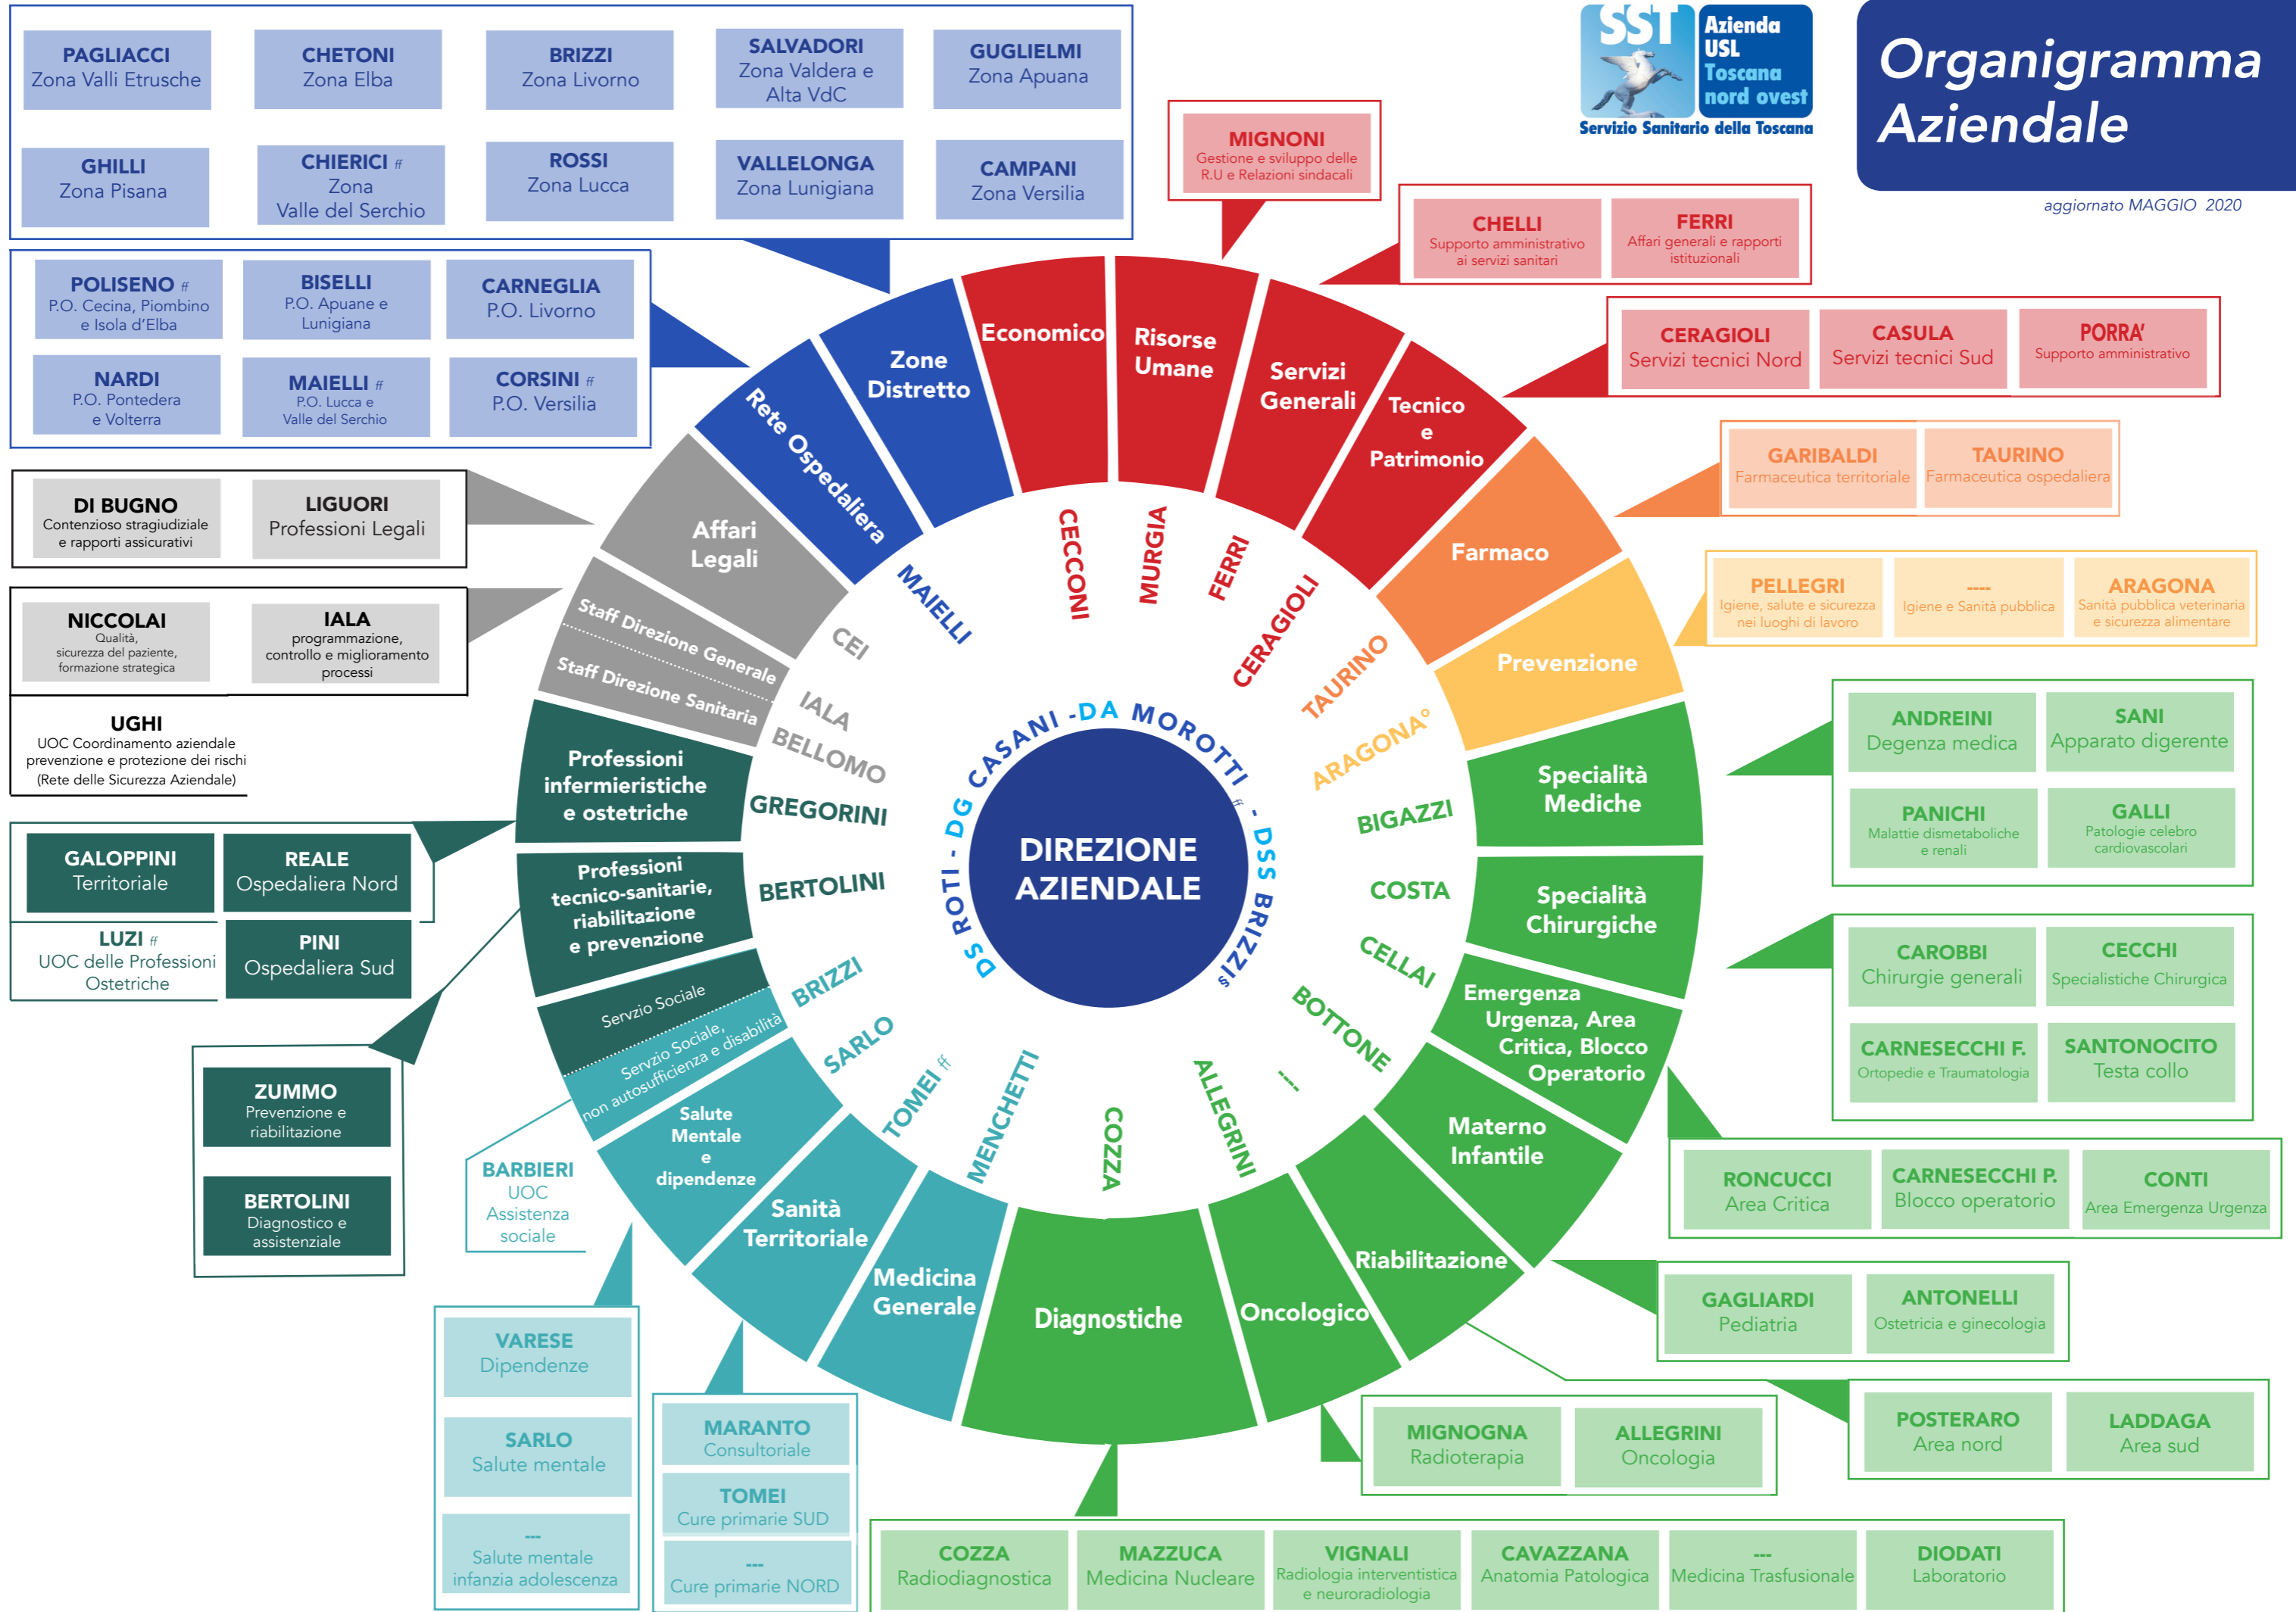 PAGLIACCI
Zona Valli Etrusche
CHETONI
Zona Elba
BRIZZI
Zona Livorno
SALVADORI
Zona Valdera e
Alta VdC
GUGLIELMI
Zona Apuana
GHILLI
Zona Pisana
CHIERICI ff
Zona
Valle del Serchio
ROSSI
Zona Lucca
VALLELONGA
Zona Lunigiana
CAMPANI
Zona Versilia
SST
Azienda
USL
Toscana
nord ovest
Servizio Sanitario della Toscana
Organigramma
Aziendale
aggiornato MAGGIO 2020
MIGNONI
Gestione e sviluppo delle
R.U e Relazioni sindacali
CHELLI
Supporto amministrativo
ai servizi sanitari
FERRI
Affari generali e rapporti
istituzionali
POLISENO ff
P.O. Cecina, Piombino
e Isola d'Elba
BISELLI
P.O. Apuane e
Lunigiana
CARNEGLIA
P.O. Livorno
NARDI
P.O. Pontedera
e Volterra
MAIELLI ff
P.O. Lucca e
Valle del Serchio
CORSINI ff
P.O. Versilia
CERAGIOLI
Servizi tecnici Nord
CASULA
Servizi tecnici Sud
PORRA'
Supporto amministrativo
GARIBALDI
Farmaceutica territoriale
TAURINO
Farmaceutica ospedaliera
DI BUGNO
Contenzioso stragiudiziale
e rapporti assicurativi
LIGUORI
Professioni Legali
NICCOLAI
Qualità,
sicurezza del paziente,
formazione strategica
IALA
programmazione,
controllo e miglioramento
processi
UGHI
UOC Coordinamento aziendale
prevenzione e protezione dei rischi
(Rete delle Sicurezza Aziendale)
PELLEGRI
Igiene, salute e sicurezza
nei luoghi di lavoro
----
Igiene e Sanità pubblica
ARAGONA
Sanità pubblica veterinaria
e sicurezza alimentare
ANDREINI
Degenza medica
SANI
Apparato digerente
PANICHI
Malattie dismetaboliche
e renali
GALLI
Patologie celebro
cardiovascolari
GALOPPINI
Territoriale
REALE
Ospedaliera Nord
LUZI ff
UOC delle Professioni
Ostetriche
PINI
Ospedaliera Sud
CAROBBI
Chirurgie generali
CECCHI
Specialistiche Chirurgica
CARNESECCHI F.
Ortopedie e Traumatologia
SANTONOCITO
Testa collo
ZUMMO
Prevenzione e
riabilitazione
BERTOLINI
Diagnostico e
assistenziale
BARBIERI
UOC
Assistenza
sociale
RONCUCCI
Area Critica
CARNESECCHI P.
Blocco operatorio
CONTI
Area Emergenza Urgenza
GAGLIARDI
Pediatria
ANTONELLI
Ostetricia e ginecologia
POSTERARO
Area nord
LADDAGA
Area sud
MIGNOGNA
Radioterapia
ALLEGRINI
Oncologia
VARESE
Dipendenze
SARLO
Salute mentale
---
Salute mentale
infanzia adolescenza
MARANTO
Consultoriale
TOMEI
Cure primarie SUD
---
Cure primarie NORD
COZZA
Radiodiagnostica
MAZZUCA
Medicina Nucleare
VIGNALI
Radiologia interventistica
e neuroradiologia
CAVAZZANA
Anatomia Patologica
---
Medicina Trasfusionale
DIODATI
Laboratorio
Economico
Risorse
Umane
Servizi
Generali
Tecnico
e
Patrimonio
Farmaco
Prevenzione
Specialità
Mediche
Specialità
Chirurgiche
Emergenza
Urgenza, Area
Critica, Blocco
Operatorio
Materno
Infantile
Riabilitazione
Oncologico
Diagnostiche
Medicina
Generale
Sanità
Territoriale
Salute
Mentale
e
dipendenze
Servzio Sociale,
non autosufficienza e disabilità
Servzio Sociale
Professioni
tecnico-sanitarie,
riabilitazione
e prevenzione
Professioni
infermieristiche
e ostetriche
Staff Direzione Sanitaria
Staff Direzione Generale
Affari
Legali
Rete Ospedaliera
Zone
Distretto
CECCONI
MURGIA
FERRI
CERAGIOLI
TAURINO
ARAGONA°
BIGAZZI
COSTA
CELLAI
BOTTONE
----
ALLEGRINI
COZZA
MENCHETTI
TOMEI ff
SARLO
BRIZZI
BERTOLINI
GREGORINI
BELLOMO
IALA
CEI
MAIELLI
DS ROTI - DG CASANI - DA MOROTTI ff - DSS BRIZZI§
DIREZIONE
AZIENDALE